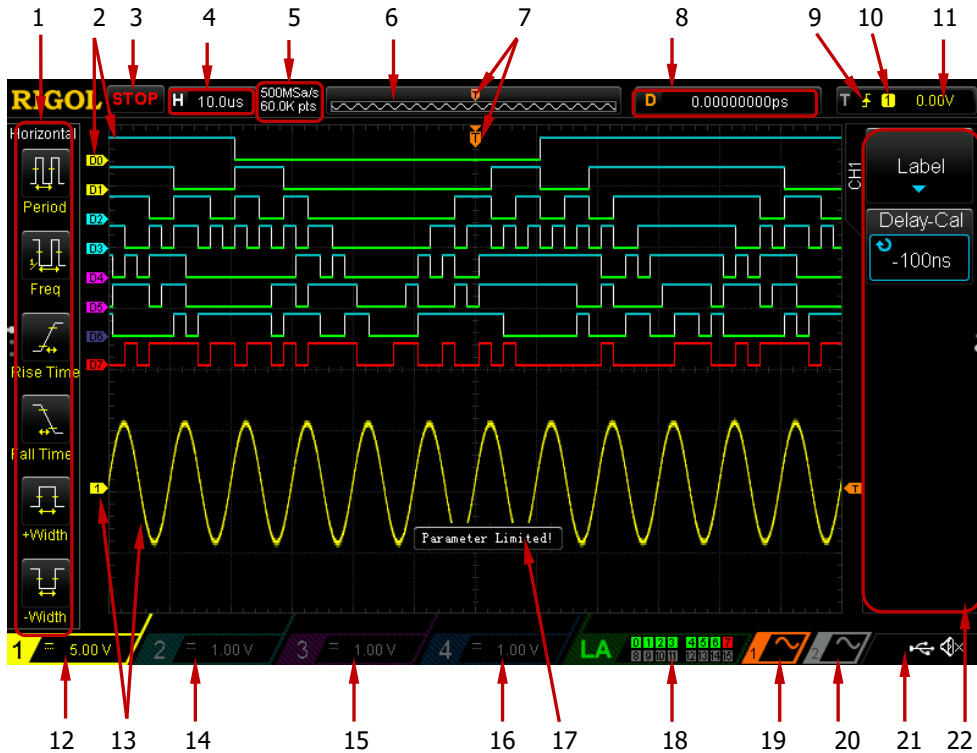 1 2 3 4 5 6 7 8 9 10 11
RIGOL STOP H 10.0us 500MSa/s 60.0K pts T D 0.00000000ps T 1 0.00V
Horizontal
Period
Freq
Rise Time
Fall Time
+Width
-Width
T
D0
D1
D2
D3
D4
D5
D6
D7
1
T
Parameter Limited!
CH1
Label
Delay-Cal
-100ns
1 5.00 V 2 1.00 V 3 1.00 V 4 1.00 V LA 0 1 2 3 4 5 6 7 1 2
8 9 10 11 12 13 14 15
12 13 14 15 16 17 18 19 20 21 22